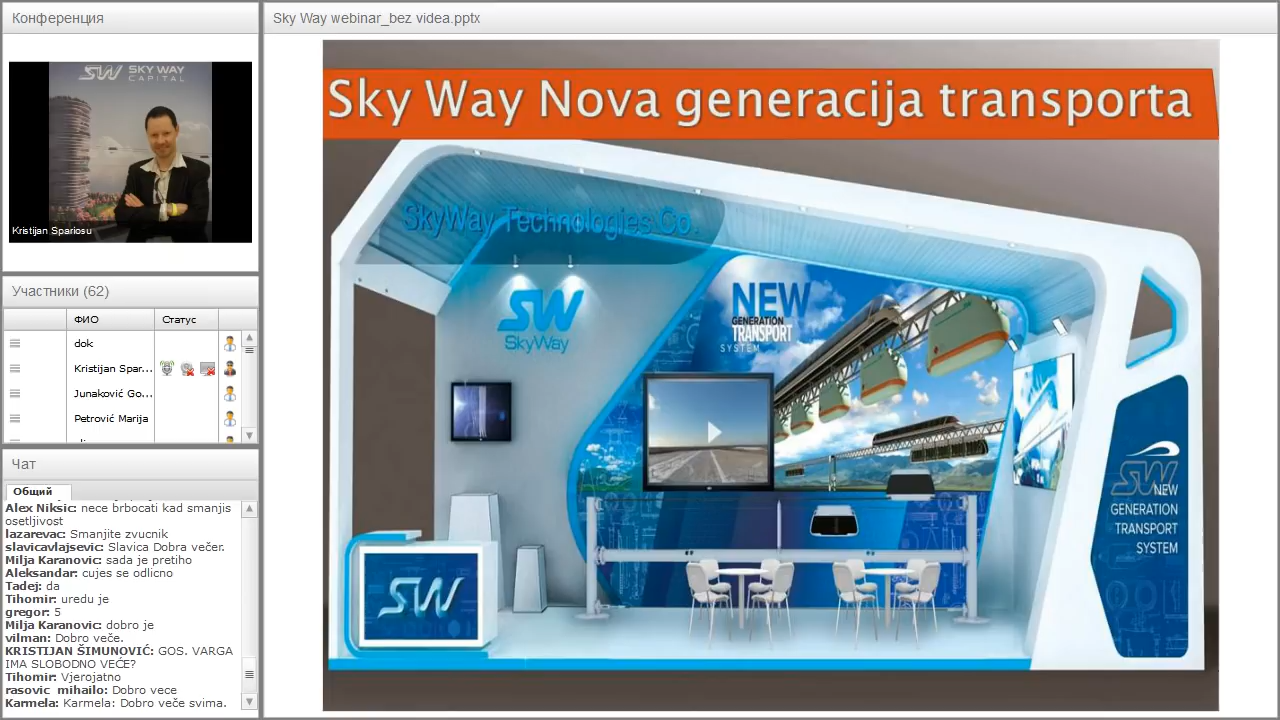 Конференция
SKY WAY
CAPITAL
Kristijan Spariosu
Участники (62)
ФИО
Статус
Dusk
Kristijan Spar...
Junaković Go...
Petrović Marija
Чат
Общий
Alex Niksic: nece brbocati kad smanjis
osetljivost
lazarevac: Smanjite zvucnik
slavicavlajsevic: Slavica Dobra večer.
Milja Karanovic: sada je pretiho
Aleksandar: cujes se odlicno
Tadej: da
Tihomir: uredu je
gregor: 5
Milja Karanovic: dobro je
vilman: Dobro veče.
KRISTIJAN ŠIMUNOVIĆ: GOS. VARGA
IMA SLOBODNO VEĆE?
Tihomir: Vjerojatno
rasovic_mihailo: Dobro vece
Karmela: Karmela: Dobro veče svima.
Sky Way webinar_bez videa.pptx
Sky Way Nova generacija transporta
SkyWay Technologies Co.
SW
SkyWay
NEW
GENERATION
TRANSPORT
SYSTEM
SW
SW NEW
GENERATION
TRANSPORT
SYSTEM